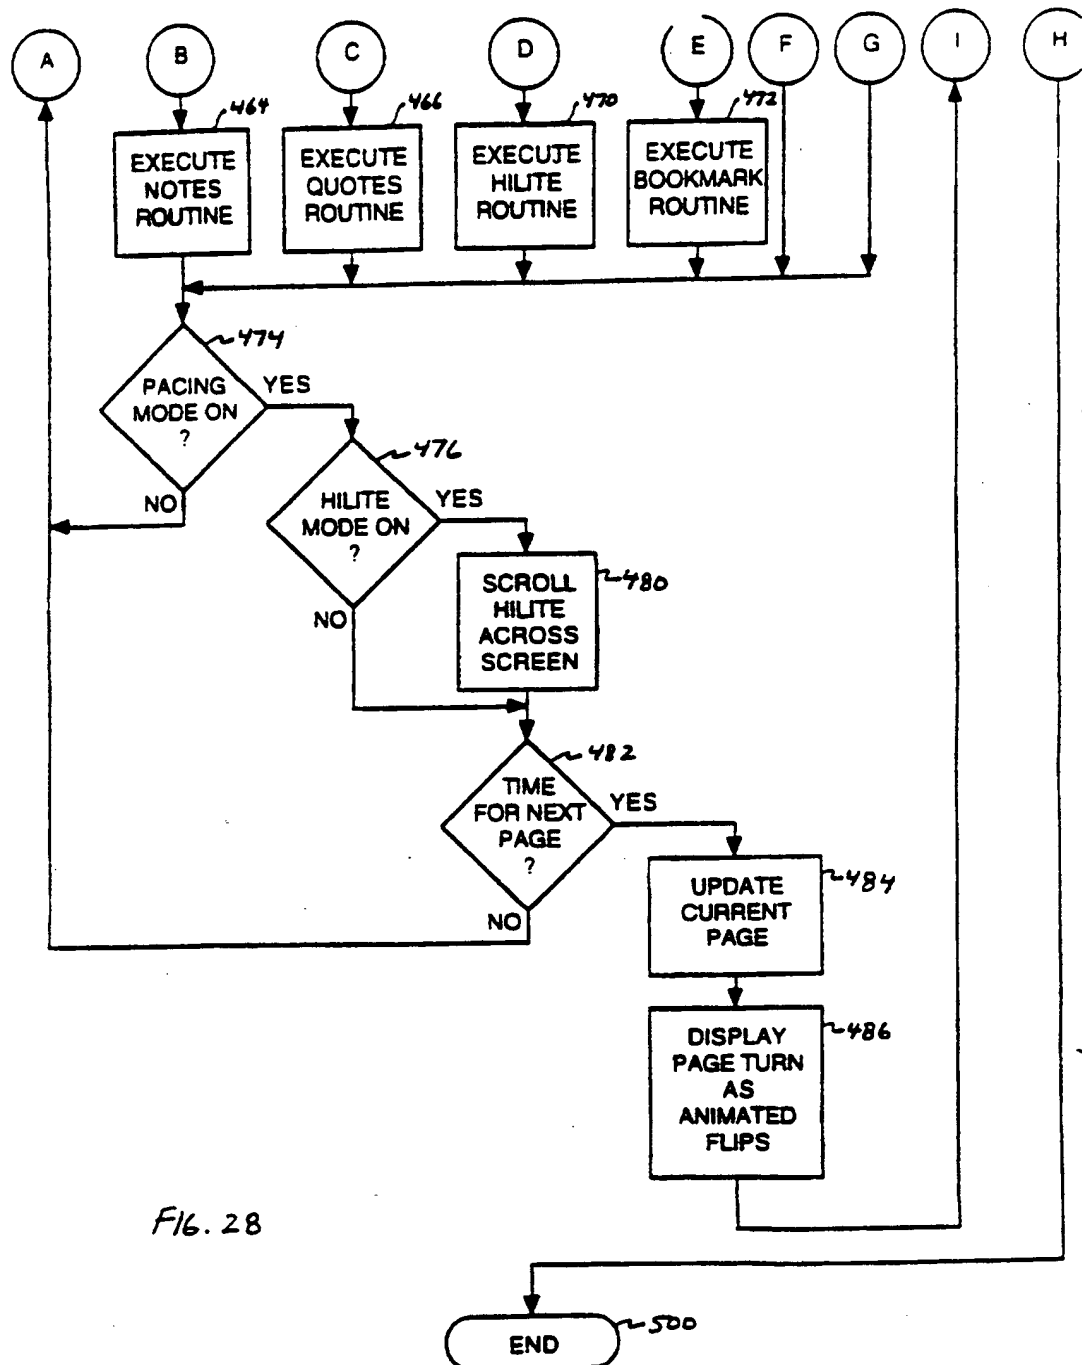 A B C D E F G I H
464 466 470 472
EXECUTE
NOTES
ROUTINE
EXECUTE
QUOTES
ROUTINE
EXECUTE
HILITE
ROUTINE
EXECUTE
BOOKMARK
ROUTINE
474
PACING
MODE ON
?
YES
NO
476
HILITE
MODE ON
?
YES
NO
480
SCROLL
HILITE
ACROSS
SCREEN
482
TIME
FOR NEXT
PAGE
?
YES
NO
484
UPDATE
CURRENT
PAGE
486
DISPLAY
PAGE TURN
AS
ANIMATED
FLIPS
FIG. 28
500
END